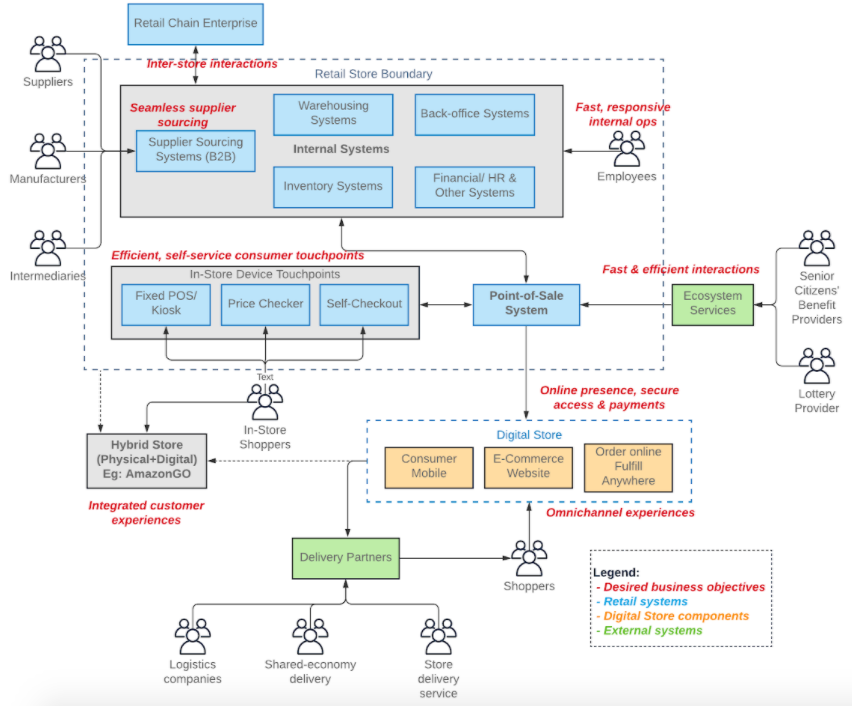 Retail Chain Enterprise
Inter-store interactions
Suppliers
Retail Store Boundary
Seamless supplier
sourcing
Warehousing
Systems
Back-office Systems
Fast, responsive
internal ops
Supplier Sourcing
Systems (B2B)
Internal Systems
Manufacturers
Employees
Inventory Systems
Financial/ HR &
Other Systems
Intermediaries
Efficient, self-service consumer touchpoints
In-Store Device Touchpoints
Fast & efficient interactions
Senior
Citizens'
Benefit
Providers
Fixed POS/
Kiosk
Price Checker
Self-Checkout
Point-of-Sale
System
Ecosystem
Services
Text
Lottery
Provider
In-Store
Shoppers
Online presence, secure
access & payments
Hybrid Store
(Physical+Digital)
Eg: AmazonGO
Digital Store
Consumer
Mobile
E-Commerce
Website
Order online
Fulfill
Anywhere
Integrated customer
experiences
Omnichannel experiences
Delivery Partners
Shoppers
Legend:
- Desired business objectives
- Retail systems
- Digital Store components
- External systems
Logistics
companies
Shared-economy
delivery
Store
delivery
service